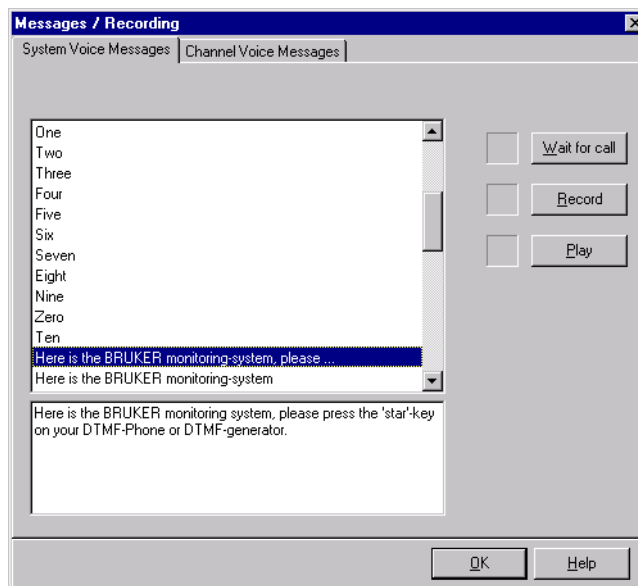 Messages / Recording
System Voice Messages
Channel Voice Messages
One
Two
Three
Four
Five
Six
Seven
Eight
Nine
Zero
Ten
Here is the BRUKER monitoring-system, please ...
Here is the BRUKER monitoring-system
Wait for call
Record
Play
Here is the BRUKER monitoring system, please press the 'star'-key
on your DTMF-Phone or DTMF-generator.
OK
Help